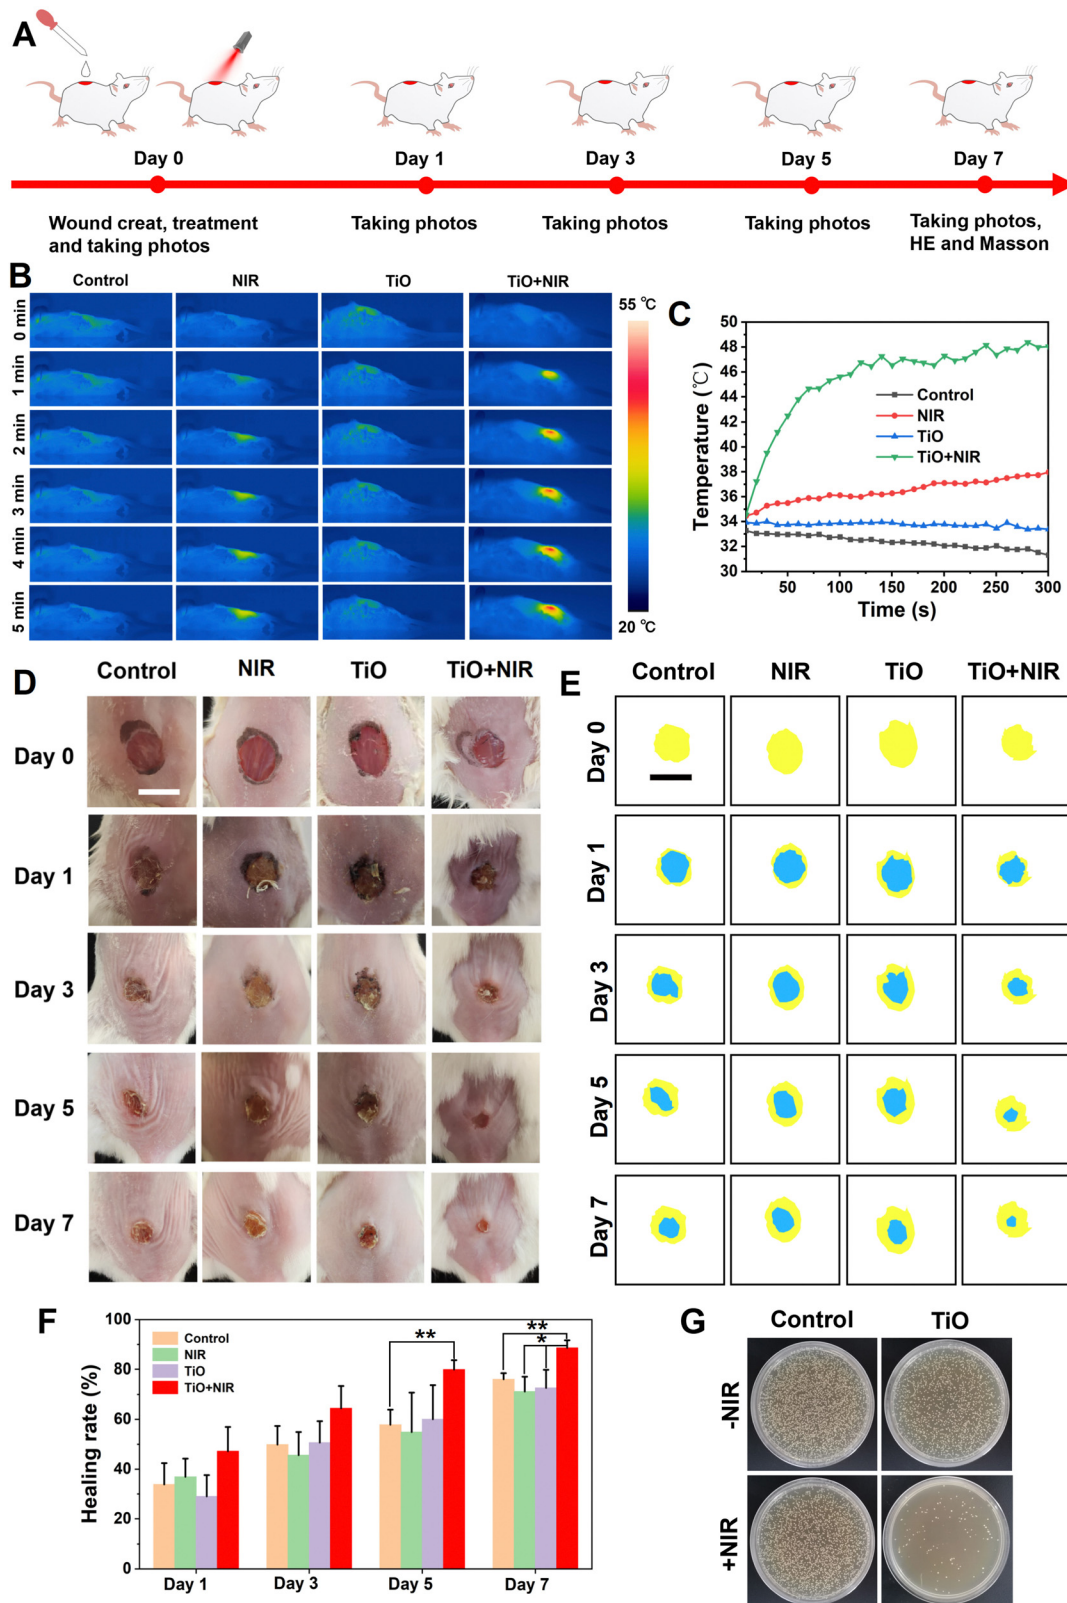 A
Day 0
Day 1
Day 3
Day 5
Day 7
Wound creat, treatment
and taking photos
Taking photos
Taking photos
Taking photos
Taking photos,
HE and Masson
B
Control
NIR
TiO
TiO+NIR
0 min
1 min
2 min
3 min
4 min
5 min
55 ℃
20 ℃
C
Temperature (℃)
50
48
46
44
42
40
38
36
34
32
30
Control
NIR
TiO
TiO+NIR
50
100
150
200
250
300
Time (s)
D
Control
NIR
TiO
TiO+NIR
Day 0
Day 1
Day 3
Day 5
Day 7
E
Control
NIR
TiO
TiO+NIR
Day 0
Day 1
Day 3
Day 5
Day 7
F
Healing rate (%)
100
80
60
40
20
0
Control
NIR
TiO
TiO+NIR
**
**
*
Day 1
Day 3
Day 5
Day 7
G
Control
TiO
-NIR
+NIR